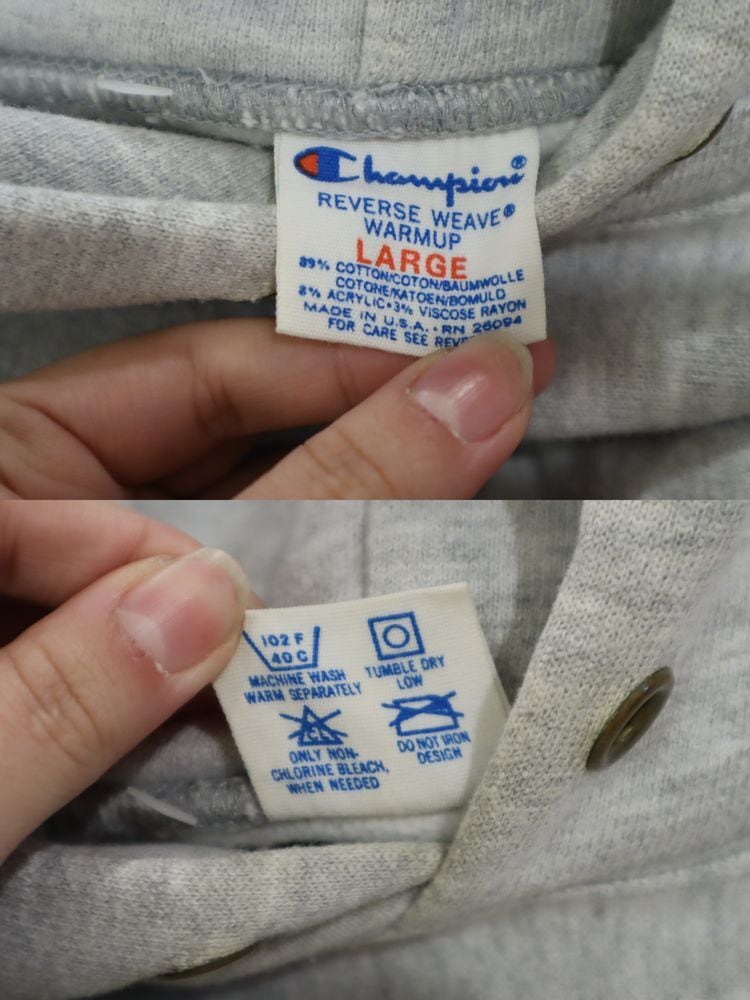 Champion®
REVERSE WEAVE®
WARMUP
LARGE
89% COTTON/COTON/BAUMWOLLE
COTONE/KATOEN/BOMULD
8% ACRYLIC•3% VISCOSE RAYON
MADE IN U.S.A.•RN 26094
FOR CARE SEE
102 F
40 C
MACHINE WASH
WARM SEPARATELY
TUMBLE DRY
LOW
CL
ONLY NON-
CHLORINE BLEACH,
WHEN NEEDED
DO NOT IRON
DESIGN